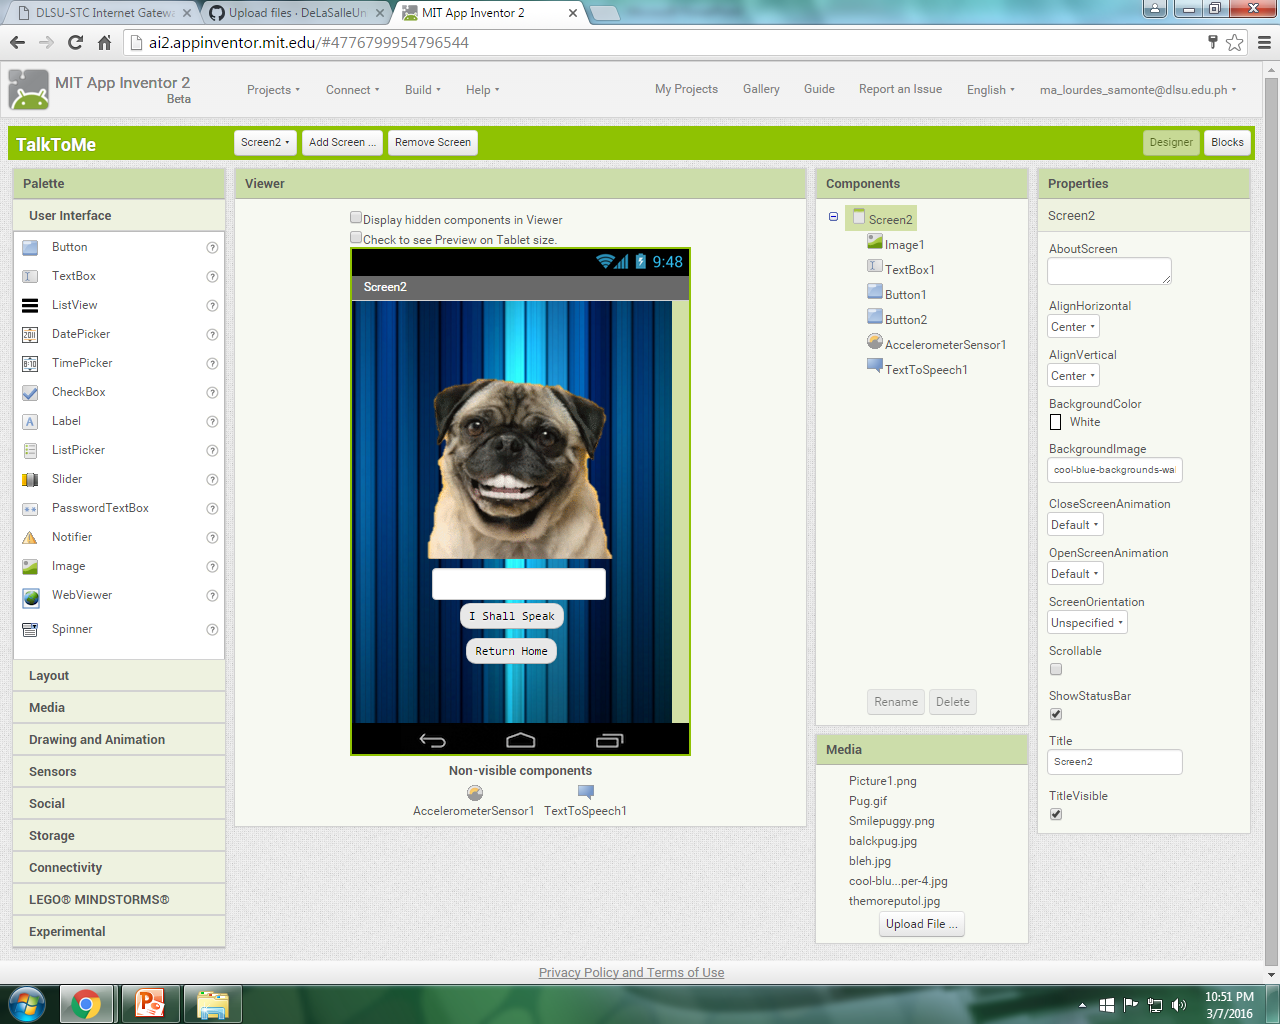 DLSU-STC Internet Gatewa
Upload files · DeLaSalleUn
MIT App Inventor 2
ai2.appinventor.mit.edu/#4776799954796544
MIT App Inventor 2
Beta
Projects
Connect
Build
Help
My Projects
Gallery
Guide
Report an Issue
English
ma_lourdes_samonte@dlsu.edu.ph
TalkToMe
Screen2
Add Screen ...
Remove Screen
Designer
Blocks
Palette
User Interface
Button
TextBox
ListView
DatePicker
TimePicker
CheckBox
Label
ListPicker
Slider
PasswordTextBox
Notifier
Image
WebViewer
Spinner
Layout
Media
Drawing and Animation
Sensors
Social
Storage
Connectivity
LEGO® MINDSTORMS®
Experimental
Viewer
Display hidden components in Viewer
Check to see Preview on Tablet size.
9:48
Screen2
I Shall Speak
Return Home
Non-visible components
AccelerometerSensor1
TextToSpeech1
Components
Screen2
Image1
TextBox1
Button1
Button2
AccelerometerSensor1
TextToSpeech1
Rename
Delete
Media
Picture1.png
Pug.gif
Smilepuggy.png
balckpug.jpg
bleh.jpg
cool-blu...per-4.jpg
themoreputol.jpg
Upload File ...
Properties
Screen2
AboutScreen
AlignHorizontal
Center
AlignVertical
Center
BackgroundColor
White
BackgroundImage
cool-blue-backgrounds-wal
CloseScreenAnimation
Default
OpenScreenAnimation
Default
ScreenOrientation
Unspecified
Scrollable
ShowStatusBar
Title
Screen2
TitleVisible
Privacy Policy and Terms of Use
10:51 PM
3/7/2016